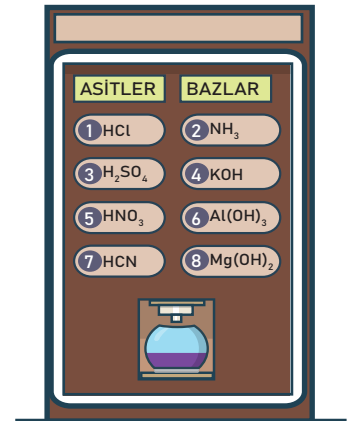 ASİTLER BAZLAR
1 HCl 2 NH₃
3 H₂SO₄ 4 KOH
5 HNO₃ 6 Al(OH)₃
7 HCN 8 Mg(OH)₂